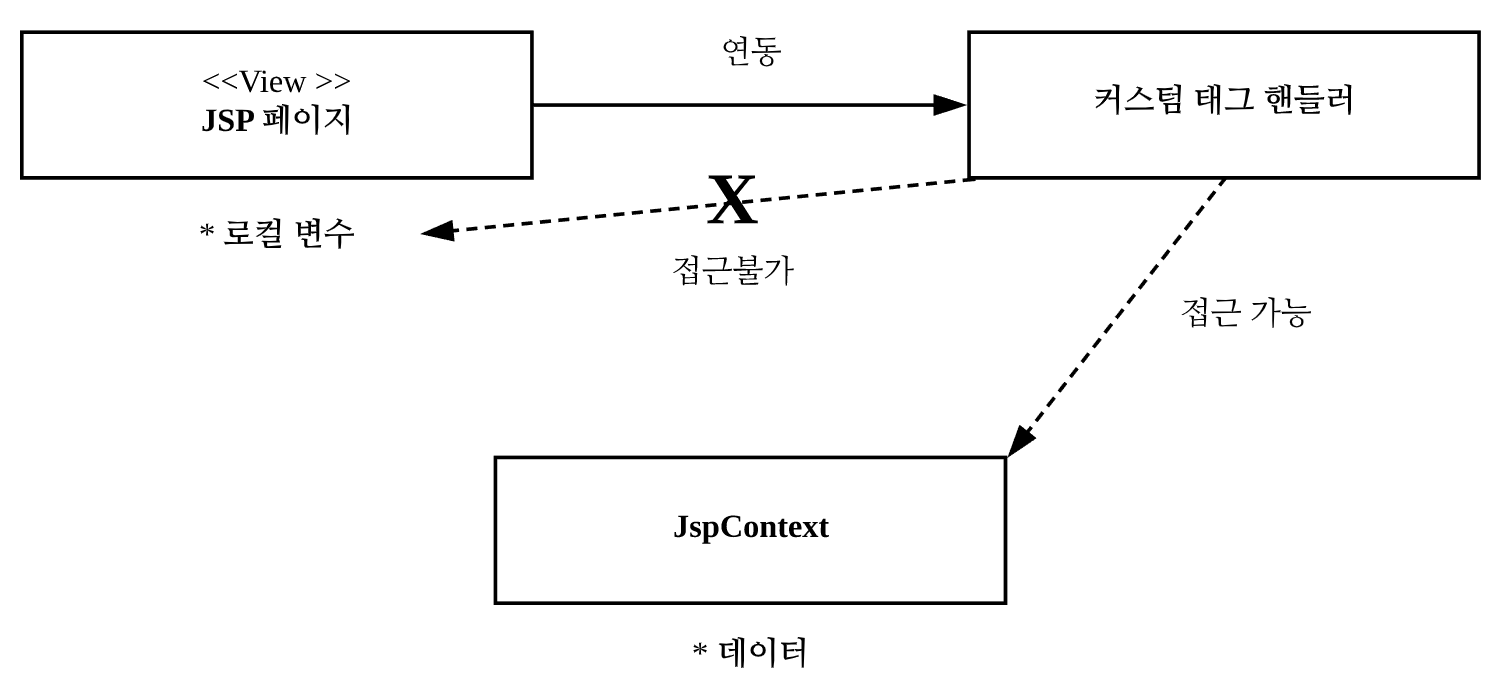 연동
<<View >>
JSP 페이지
커스텀 태그 핸들러
X
* 로컬 변수
접근불가
접근 가능
JspContext
* 데이터